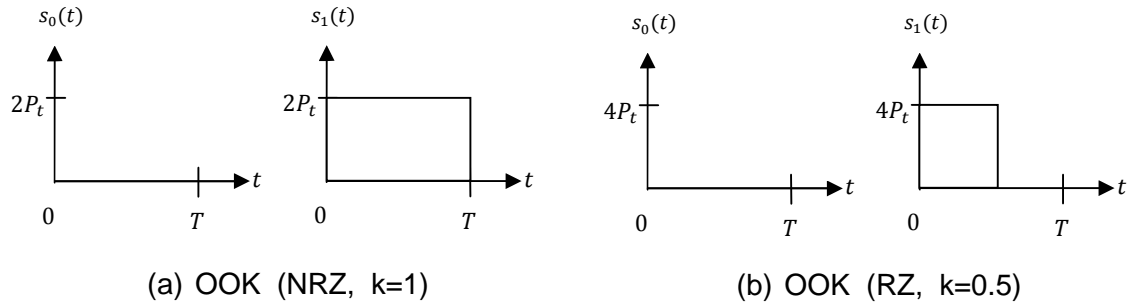 s₀(t) s₁(t) s₀(t) s₁(t)
2Pₜ 2Pₜ 4Pₜ 4Pₜ
t t t t
0 T 0 T 0 T 0 T
(a) OOK (NRZ, k=1) (b) OOK (RZ, k=0.5)